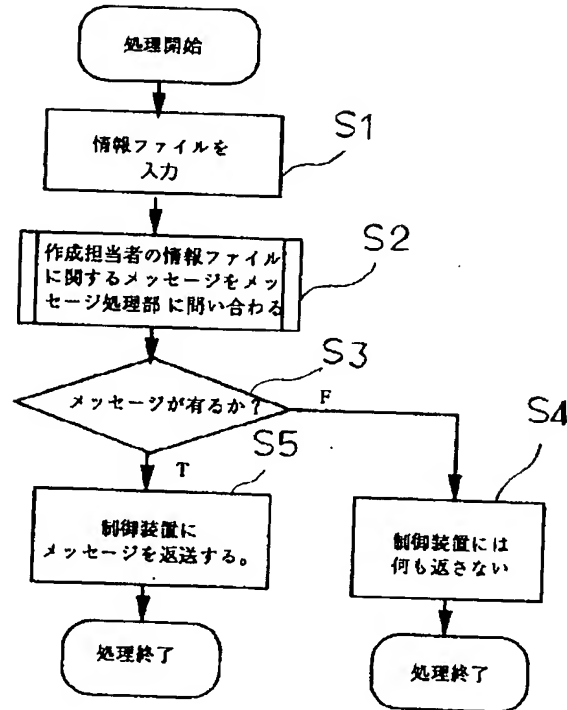 処理開始
S1
情報ファイルを
入力
S2
作成担当者の情報ファイル
に関するメッセージをメッ
セージ処理部に問い合わる
S3
メッセージが有るか?
F
T
S5
S4
制御装置に
メッセージを返送する。
制御装置には
何も返さない
処理終了
処理終了